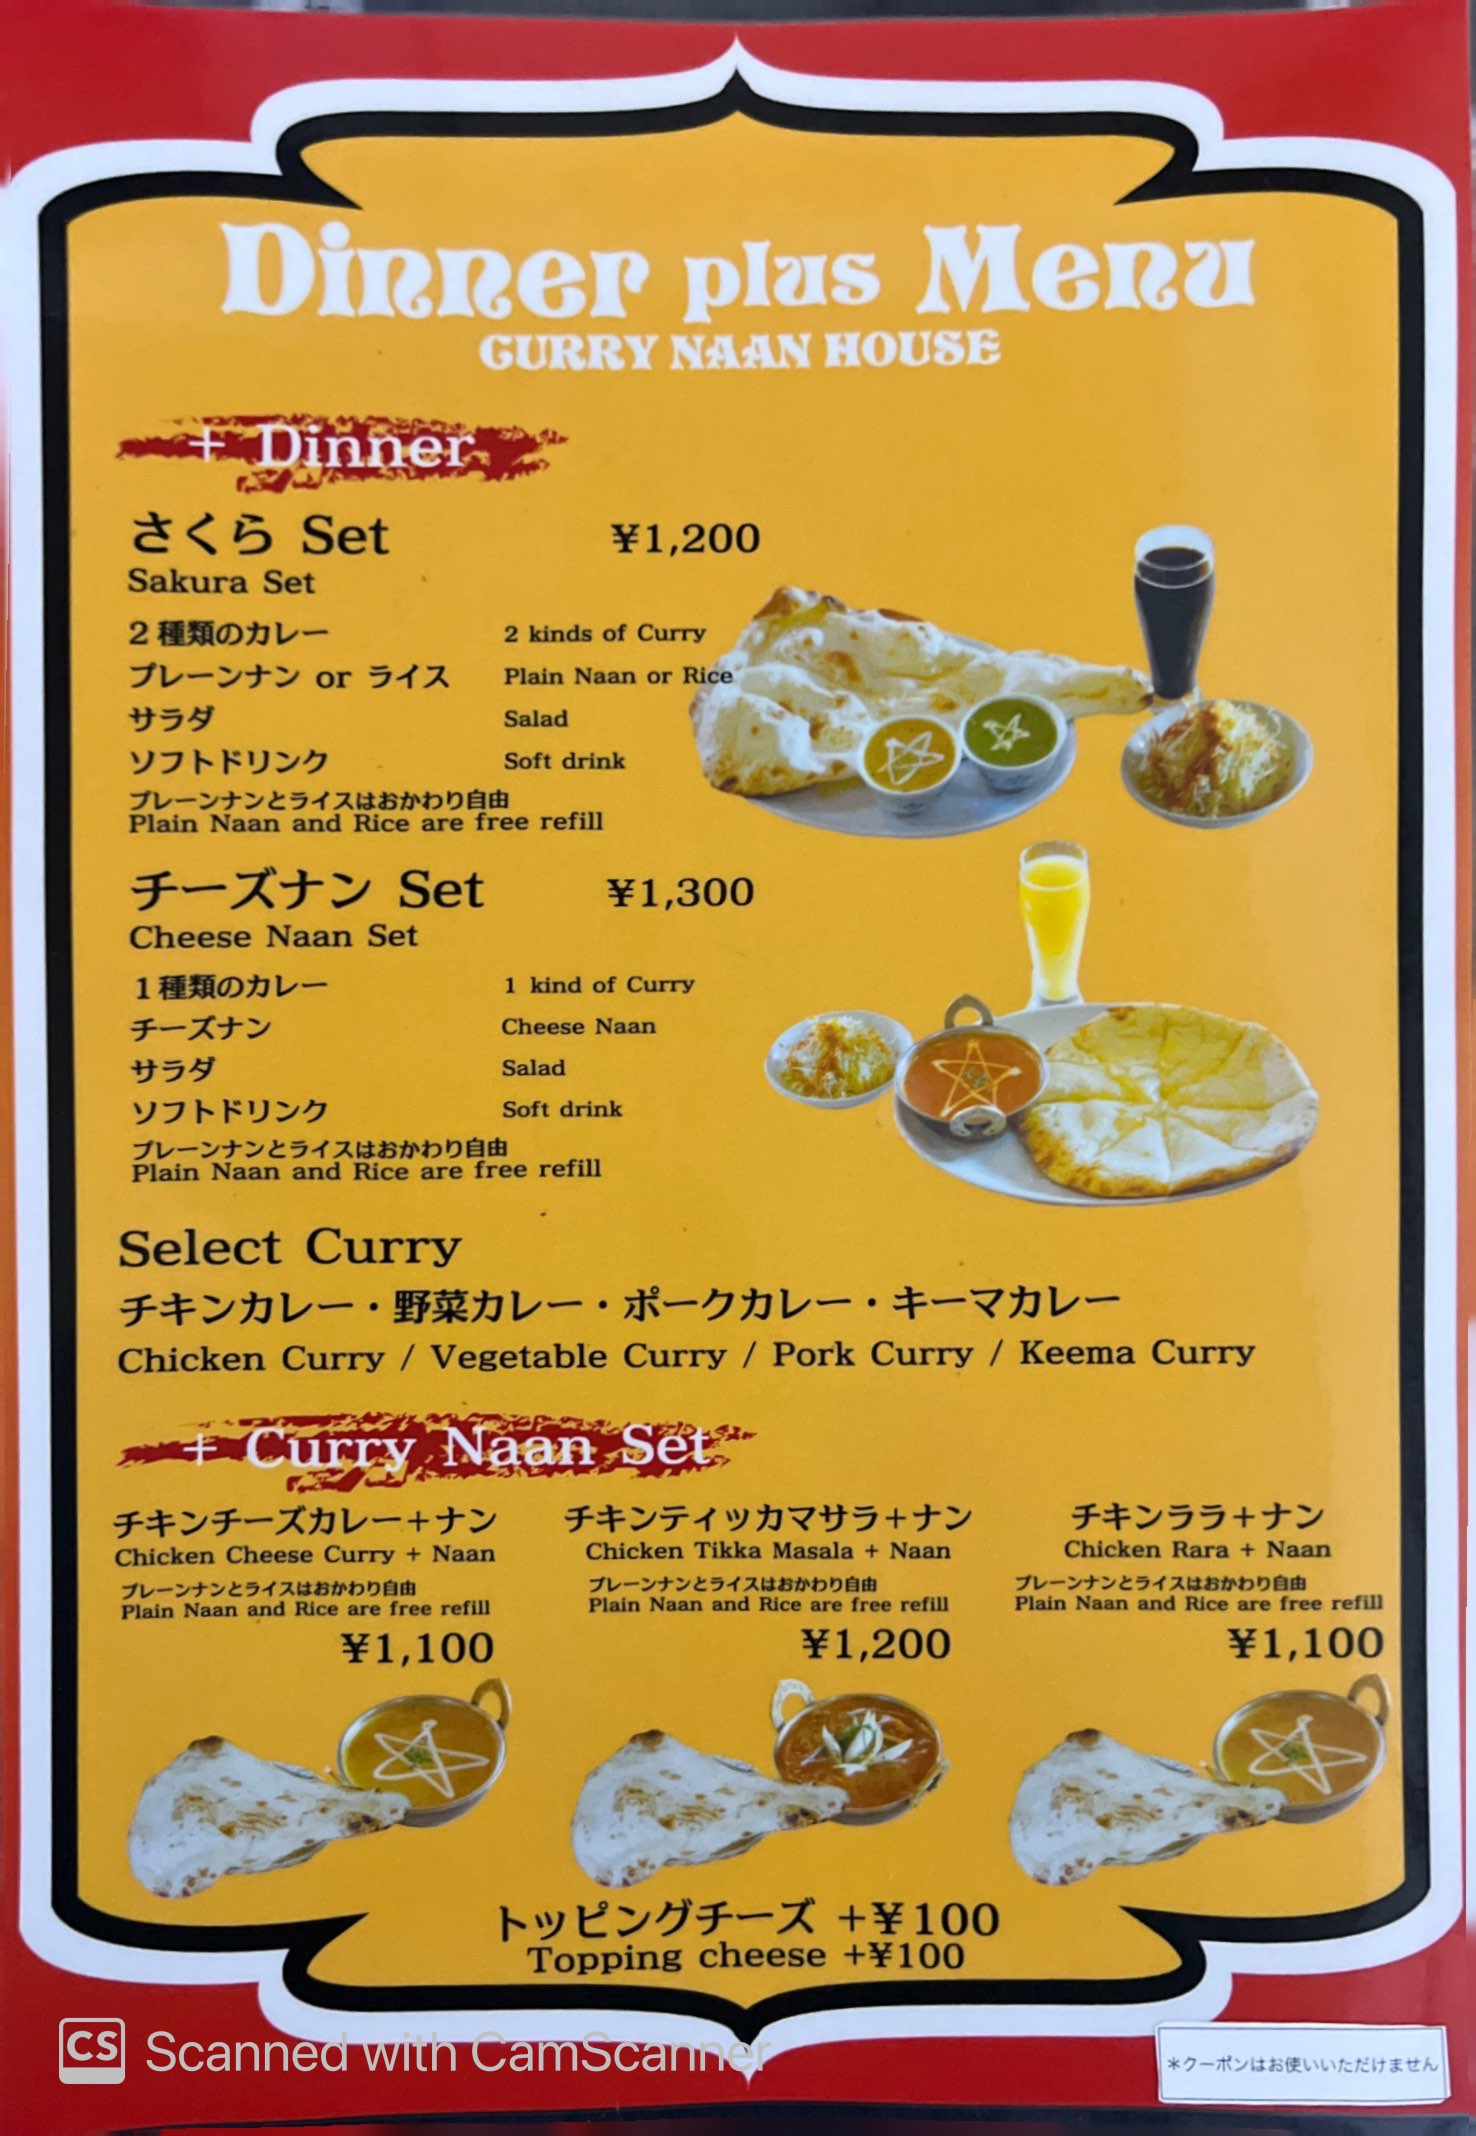 Dinner plus Menu
CURRY NAAN HOUSE
+ Dinner
さくら Set ¥1,200
Sakura Set
2種類のカレー 2 kinds of Curry
プレーンナン or ライス Plain Naan or Rice
サラダ Salad
ソフトドリンク Soft drink
プレーンナンとライスはおかわり自由
Plain Naan and Rice are free refill
チーズナン Set ¥1,300
Cheese Naan Set
1種類のカレー 1 kind of Curry
チーズナン Cheese Naan
サラダ Salad
ソフトドリンク Soft drink
プレーンナンとライスはおかわり自由
Plain Naan and Rice are free refill
Select Curry
チキンカレー・野菜カレー・ポークカレー・キーマカレー
Chicken Curry / Vegetable Curry / Pork Curry / Keema Curry
+ Curry Naan Set
チキンチーズカレー+ナン
Chicken Cheese Curry + Naan
プレーンナンとライスはおかわり自由
Plain Naan and Rice are free refill
¥1,100
チキンティッカマサラ+ナン
Chicken Tikka Masala + Naan
プレーンナンとライスはおかわり自由
Plain Naan and Rice are free refill
¥1,200
チキンララ+ナン
Chicken Rara + Naan
プレーンナンとライスはおかわり自由
Plain Naan and Rice are free refill
¥1,100
トッピングチーズ +¥100
Topping cheese +¥100
CS Scanned with CamScanner
*クーポンはお使いいただけません